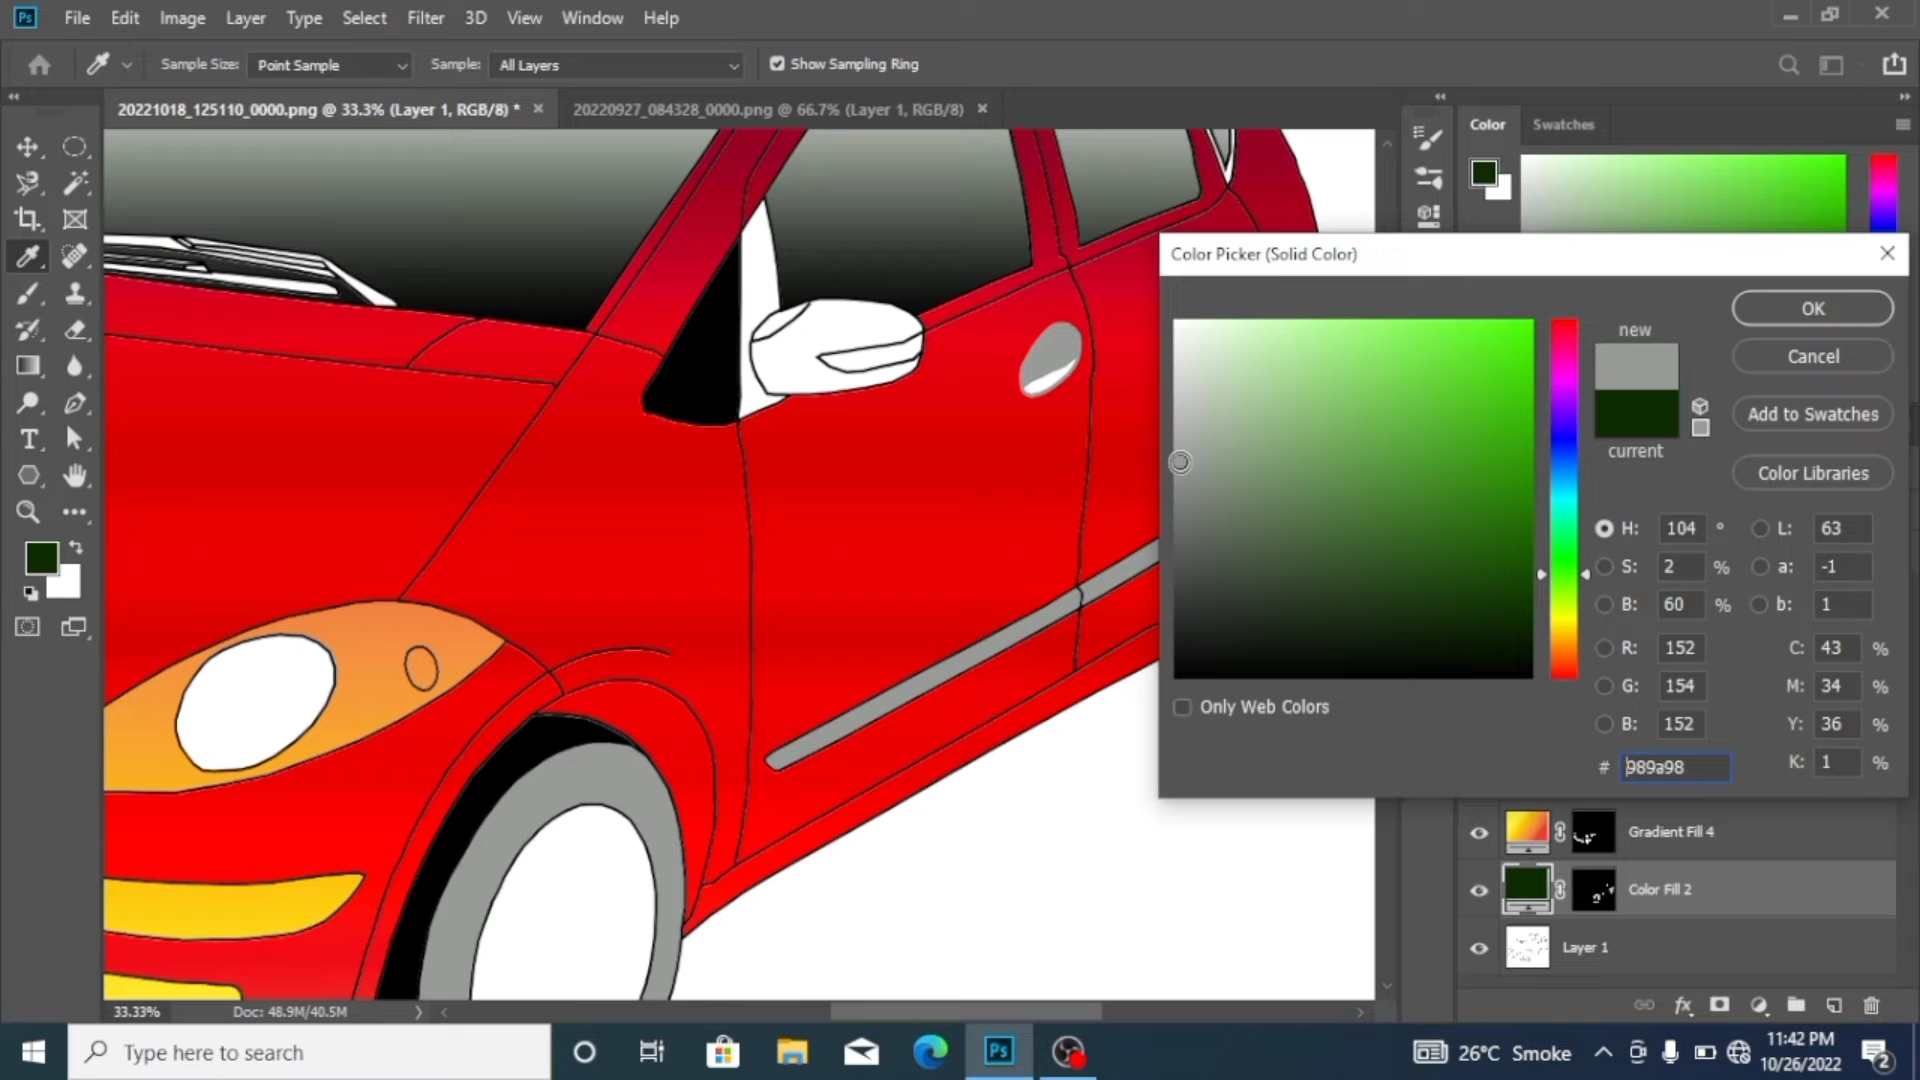 Ps File Edit Image Layer Type Select Filter 3D View Window Help
Sample Size: Point Sample Sample: All Layers Show Sampling Ring
20221018_125110_0000.png @ 33.3% (Layer 1, RGB/8) * 20220927_084328_0000.png @ 66.7% (Layer 1, RGB/8)
Color Swatches
Color Picker (Solid Color)
OK
new
Cancel
Add to Swatches
current
Color Libraries
H: 104 ° L: 63
S: 2 % a: -1
B: 60 % b: 1
R: 152 C: 43 %
G: 154 M: 34 %
B: 152 Y: 36 %
# 989a98 K: 1 %
Only Web Colors
T
Gradient Fill 4
Color Fill 2
Layer 1
fx
33.33% Doc: 48.9M/40.5M
Type here to search
Ps
26°C Smoke
11:42 PM
10/26/2022
2